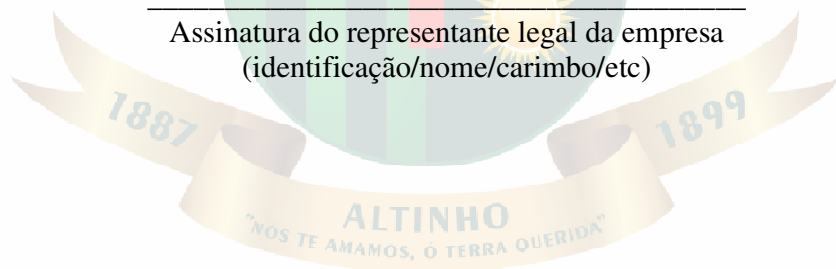 Assinatura do representante legal da empresa
(identificação/nome/carimbo/etc)
1887
1899
ALTINHO
"NOS TE AMAMOS, Ó TERRA QUERIDA"